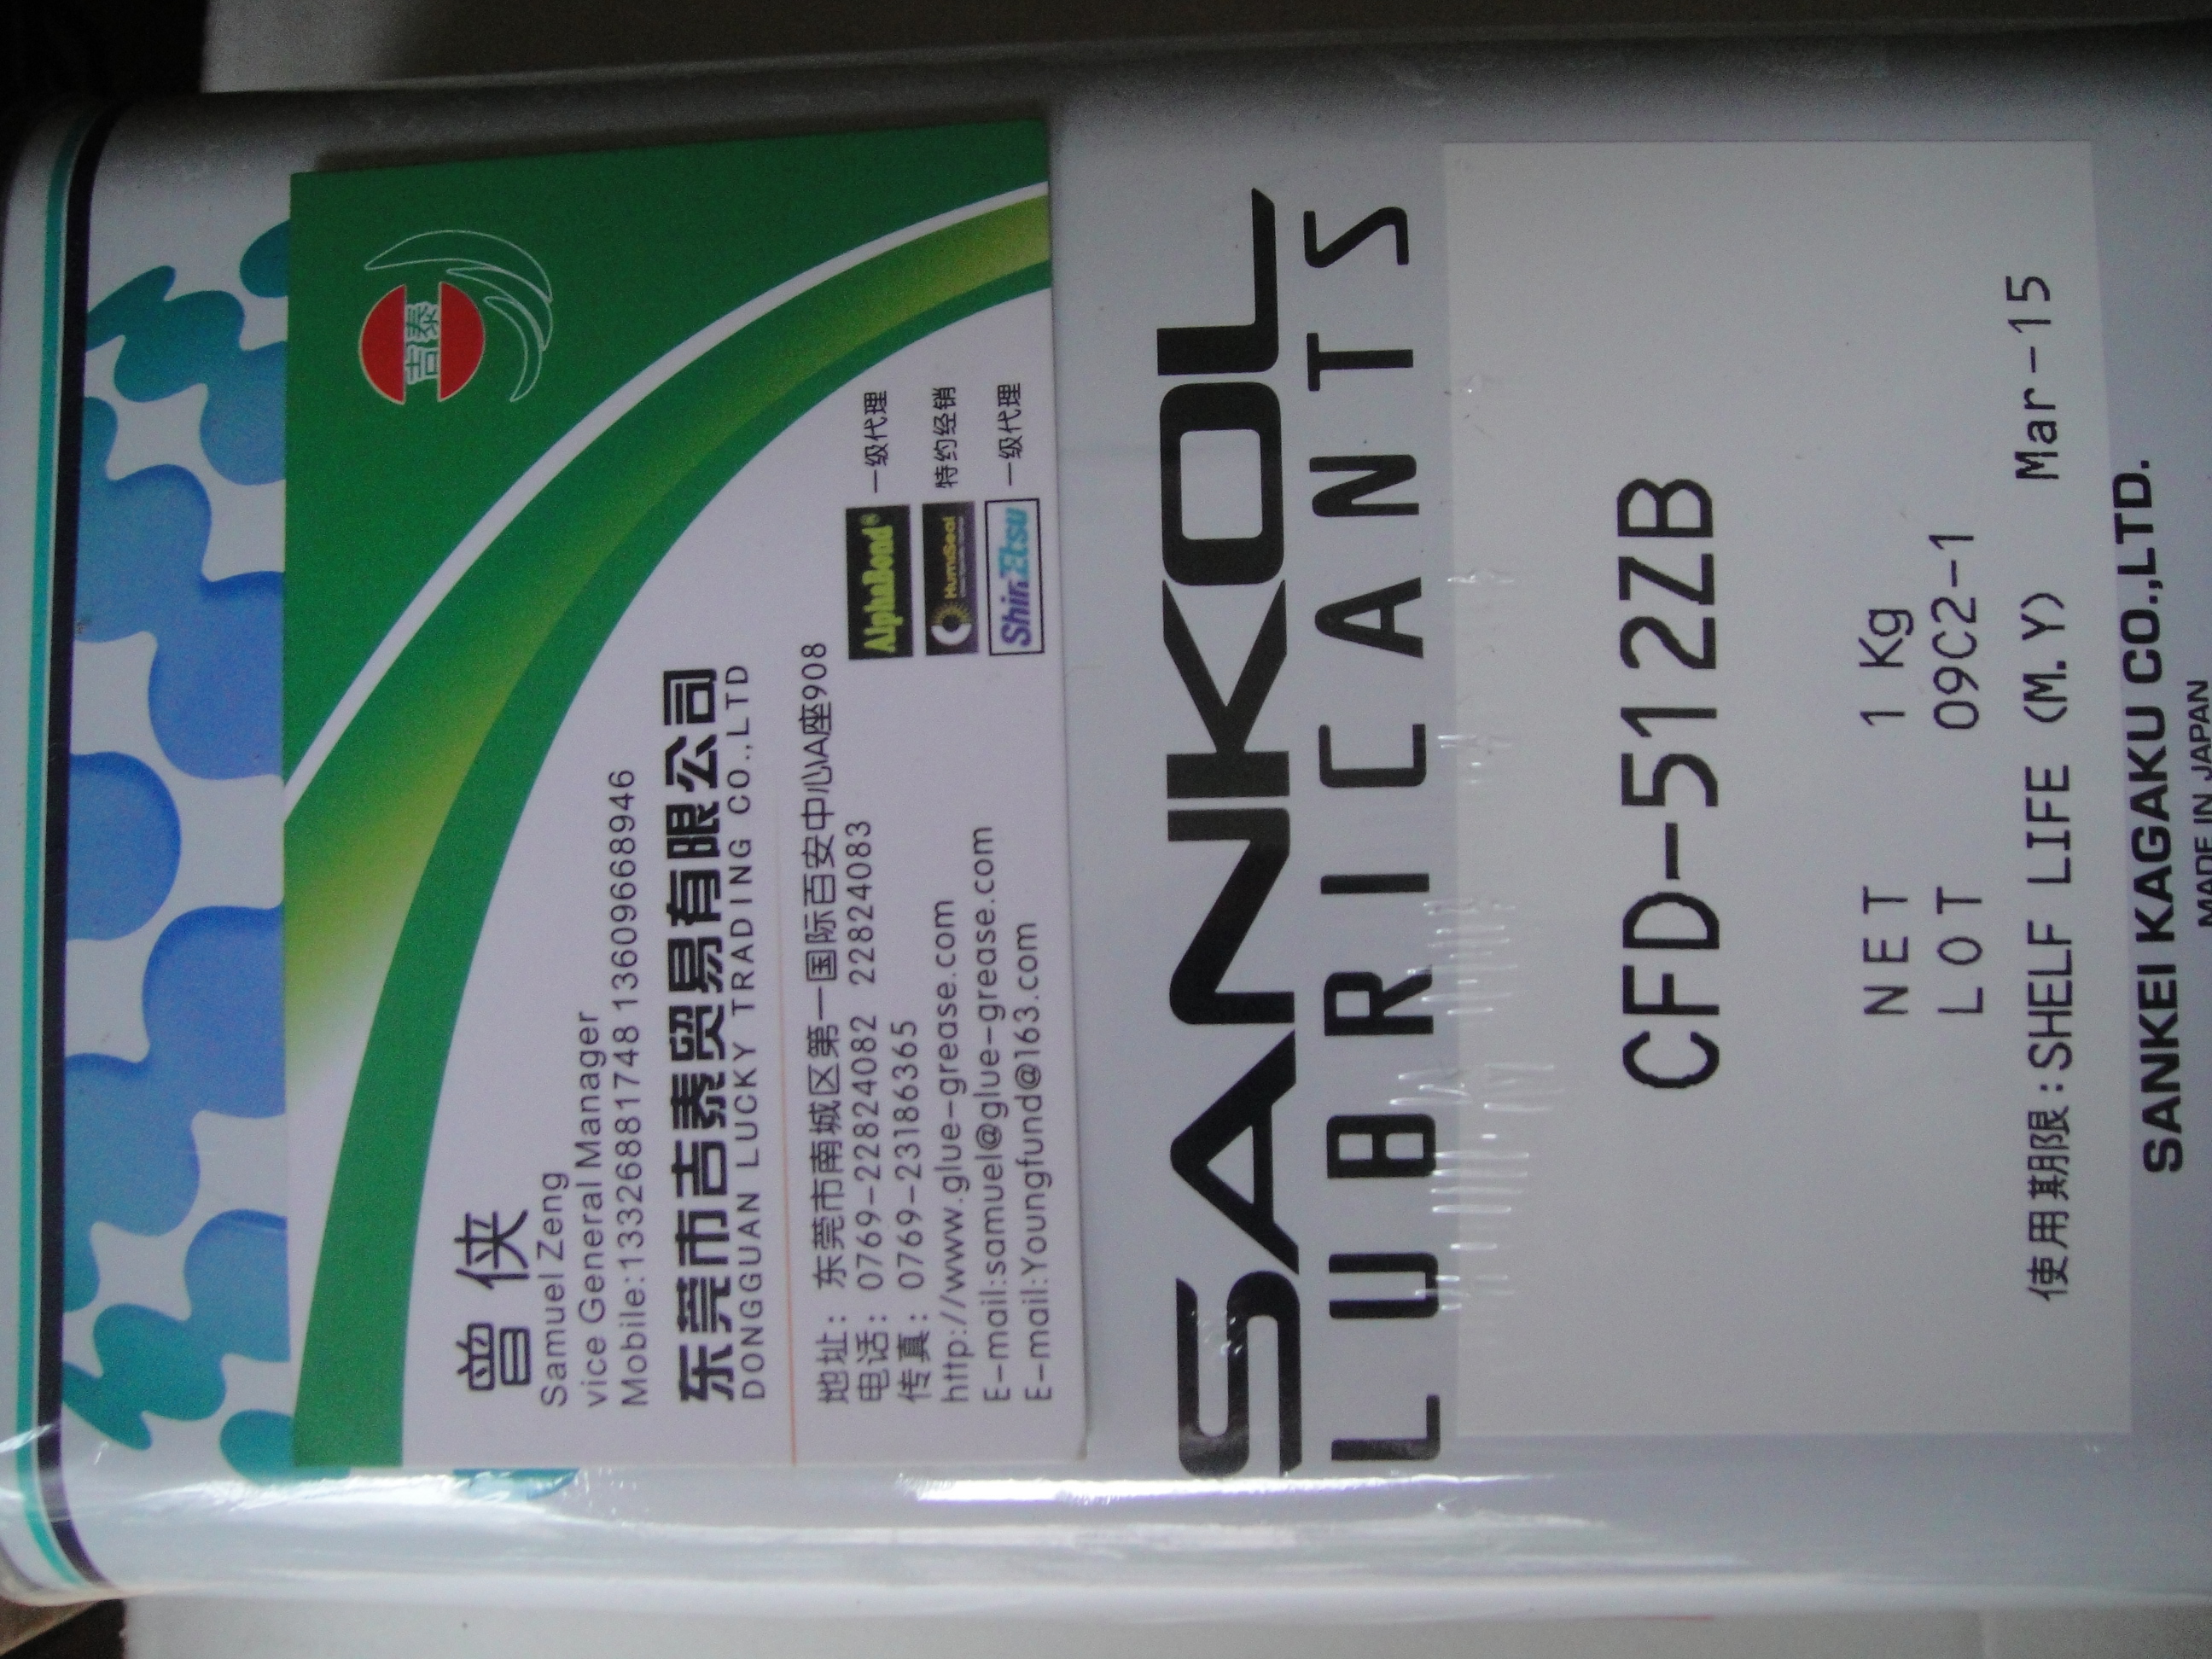 吉泰
曾 侠
Samuel Zeng
vice General Manager
Mobile:13326881748 13609668946
东莞市吉泰贸易有限公司
DONGGUAN LUCKY TRADING CO.,LTD
地址: 东莞市南城区第一国际百安中心A座908
电话: 0769-22824082 22824083
传真: 0769-23186365
http://www.glue-grease.com
E-mail:samuel@glue-grease.com
E-mail:Youngfund@163.com
AlphaBond® 一级代理
HumiSeal 特约经销
ShinEtsu 一级代理
SANKOL
LUBRICANTS
CFD-512ZB
NET 1 Kg
LOT 09C2-1
使用期限:SHELF LIFE (M.Y) Mar-15
SANKEI KAGAKU CO.,LTD.
MADE IN JAPAN